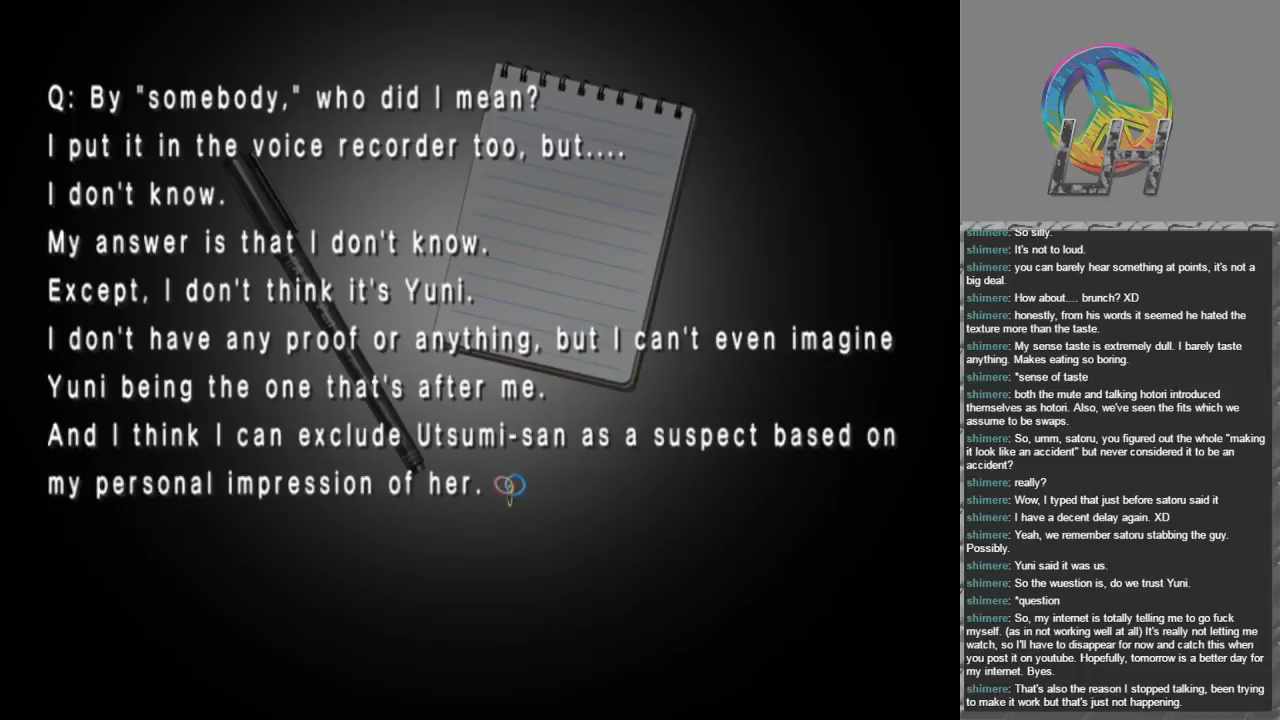 Q: By "somebody," who did I mean?
I put it in the voice recorder too, but....
I don't know.
My answer is that I don't know.
Except, I don't think it's Yuni.
I don't have any proof or anything, but I can't even imagine
Yuni being the one that's after me.
And I think I can exclude Utsumi-san as a suspect based on
my personal impression of her.
LH
shimere: So silly.
shimere: It's not to loud.
shimere: you can barely hear something at points, it's not a
big deal.
shimere: How about.... brunch? XD
shimere: honestly, from his words it seemed he hated the
texture more than the taste.
shimere: My sense taste is extremely dull. I barely taste
anything. Makes eating so boring.
shimere: *sense of taste
shimere: both the mute and talking hotori introduced
themselves as hotori. Also, we've seen the fits which we
assume to be swaps.
shimere: So, umm, satoru, you figured out the whole "making
it look like an accident" but never considered it to be an
accident?
shimere: really?
shimere: Wow, I typed that just before satoru said it
shimere: I have a decent delay again. XD
shimere: Yeah, we remember satoru stabbing the guy.
Possibly.
shimere: Yuni said it was us.
shimere: So the wuestion is, do we trust Yuni.
shimere: *question
shimere: So, my internet is totally telling me to go fuck
myself. (as in not working well at all) It's really not letting me
watch, so I'll have to disappear for now and catch this when
you post it on youtube. Hopefully, tomorrow is a better day for
my internet. Byes.
shimere: That's also the reason I stopped talking, been trying
to make it work but that's just not happening.